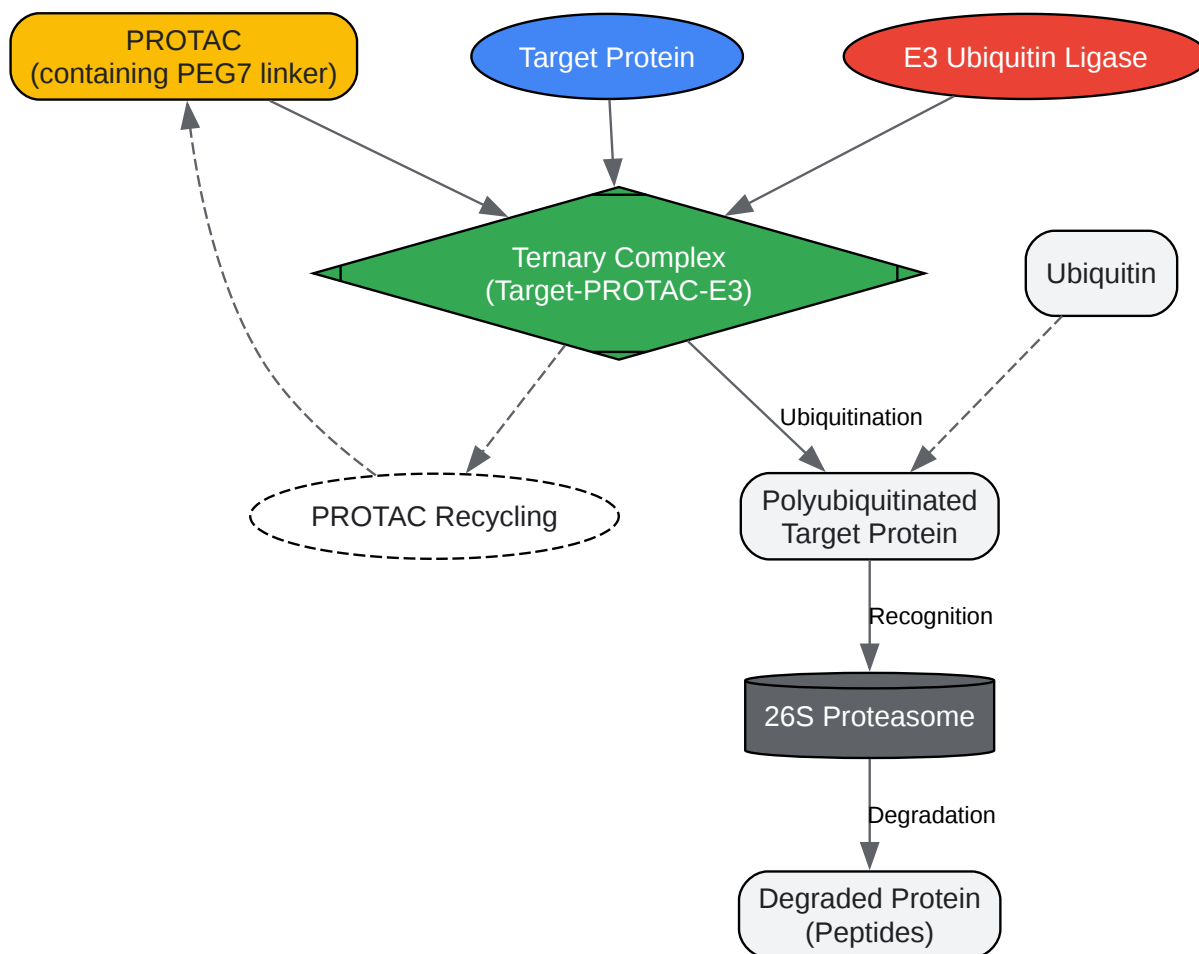 PROTAC
(containing PEG7 linker)
Target Protein
E3 Ubiquitin Ligase
Ternary Complex
(Target-PROTAC-E3)
Ubiquitin
Ubiquitination
PROTAC Recycling
Polyubiquitinated
Target Protein
Recognition
26S Proteasome
Degradation
Degraded Protein
(Peptides)